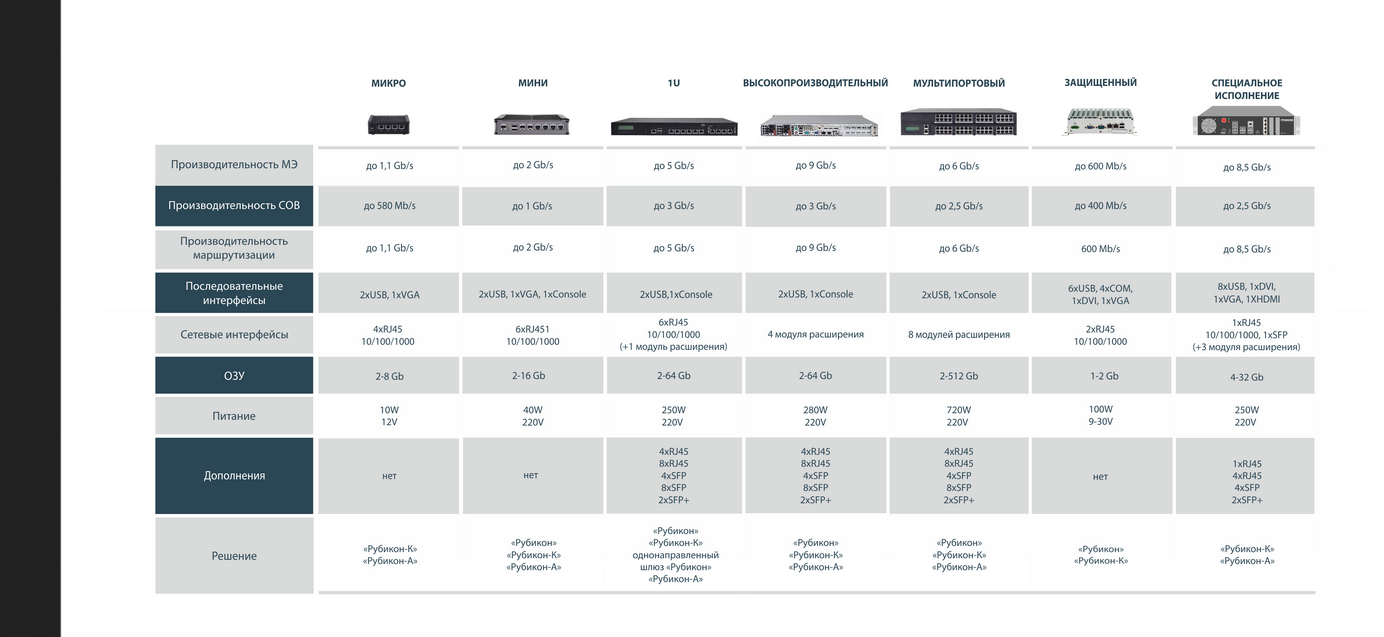 МИКРО
МИНИ
1U
ВЫСОКОПРОИЗВОДИТЕЛЬНЫЙ
МУЛЬТИПОРТОВЫЙ
ЗАЩИЩЕННЫЙ
СПЕЦИАЛЬНОЕ
ИСПОЛНЕНИЕ
Производительность МЭ
до 1,1 Gb/s
до 2 Gb/s
до 5 Gb/s
до 9 Gb/s
до 6 Gb/s
до 600 Mb/s
до 8,5 Gb/s
Производительность СОВ
до 580 Mb/s
до 1 Gb/s
до 3 Gb/s
до 3 Gb/s
до 2,5 Gb/s
до 400 Mb/s
до 2,5 Gb/s
Производительность
маршрутизации
до 1,1 Gb/s
до 2 Gb/s
до 5 Gb/s
до 9 Gb/s
до 6 Gb/s
600 Mb/s
до 8,5 Gb/s
Последовательные
интерфейсы
2xUSB, 1xVGA
2xUSB, 1xVGA, 1xConsole
2xUSB,1xConsole
2xUSB, 1xConsole
2xUSB, 1xConsole
6xUSB, 4xCOM,
1xDVI, 1xVGA
8xUSB, 1xDVI,
1xVGA, 1XHDMI
Сетевые интерфейсы
4xRJ45
10/100/1000
6xRJ451
10/100/1000
6xRJ45
10/100/1000
(+1 модуль расширения)
4 модуля расширения
8 модулей расширения
2xRJ45
10/100/1000
1xRJ45
10/100/1000, 1xSFP
(+3 модуля расширения)
ОЗУ
2-8 Gb
2-16 Gb
2-64 Gb
2-64 Gb
2-512 Gb
1-2 Gb
4-32 Gb
Питание
10W
12V
40W
220V
250W
220V
280W
220V
720W
220V
100W
9-30V
250W
220V
Дополнения
нет
нет
4xRJ45
8xRJ45
4xSFP
8xSFP
2xSFP+
4xRJ45
8xRJ45
4xSFP
8xSFP
2xSFP+
4xRJ45
8xRJ45
4xSFP
8xSFP
2xSFP+
нет
1xRJ45
4xRJ45
4xSFP
2xSFP+
Решение
«Рубикон-К»
«Рубикон-А»
«Рубикон»
«Рубикон-К»
«Рубикон-А»
«Рубикон»
«Рубикон-К»
однонаправленный
шлюз «Рубикон»
«Рубикон-А»
«Рубикон»
«Рубикон-К»
«Рубикон-А»
«Рубикон»
«Рубикон-К»
«Рубикон-А»
«Рубикон»
«Рубикон-К»
«Рубикон-К»
«Рубикон-А»